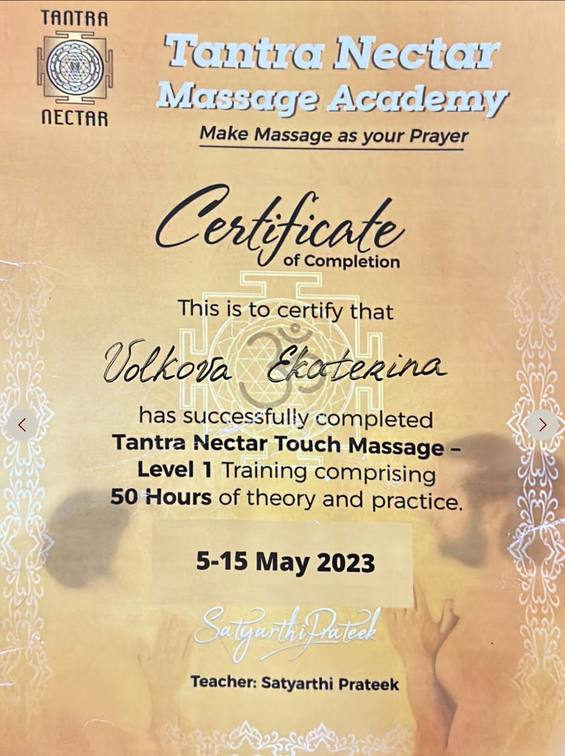 TANTRA
NECTAR
Tantra Nectar
Massage Academy
Make Massage as your Prayer
Certificate
of Completion
This is to certify that
Volkova Ekaterina
has successfully completed
Tantra Nectar Touch Massage –
Level 1 Training comprising
50 Hours of theory and practice.
5-15 May 2023
SatyarthiPrateek
Teacher: Satyarthi Prateek